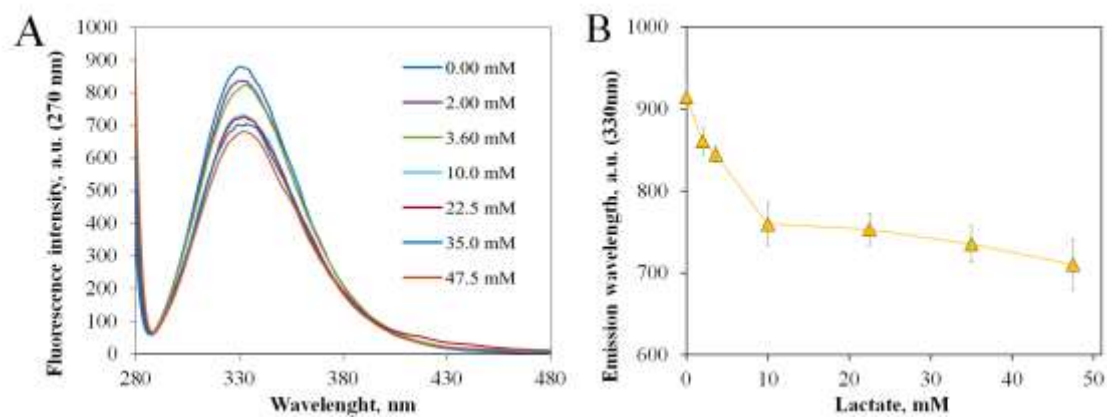 A
Fluorescence intensity, a.u. (270 nm)
1000
900
800
700
600
500
400
300
200
100
0
280
330
380
430
480
Wavelenght, nm
0.00 mM
2.00 mM
3.60 mM
10.0 mM
22.5 mM
35.0 mM
47.5 mM
B
Emission wavelength, a.u. (330nm)
1000
900
800
700
600
0
10
20
30
40
50
Lactate, mM